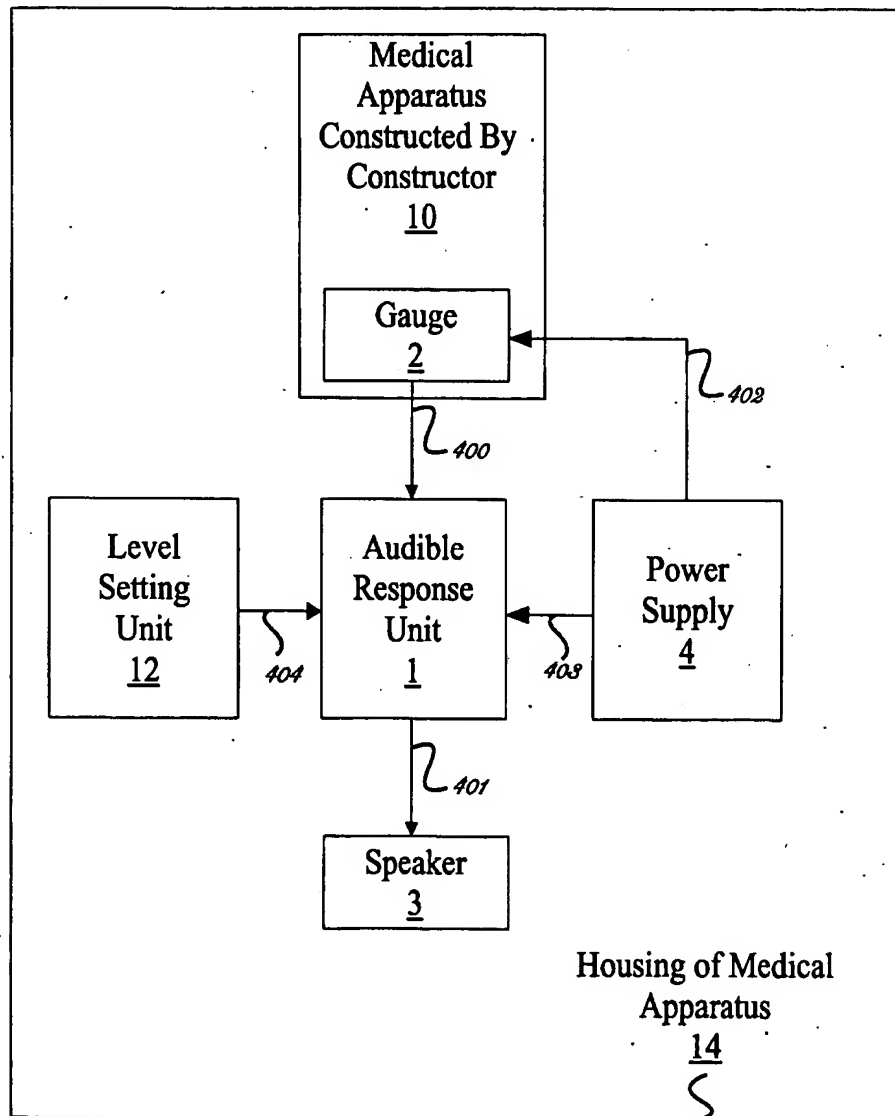 Medical
Apparatus
Constructed By
Constructor
10
Gauge
2
402
400
Level
Setting
Unit
12
Audible
Response
Unit
1
Power
Supply
4
404
403
401
Speaker
3
Housing of Medical
Apparatus
14